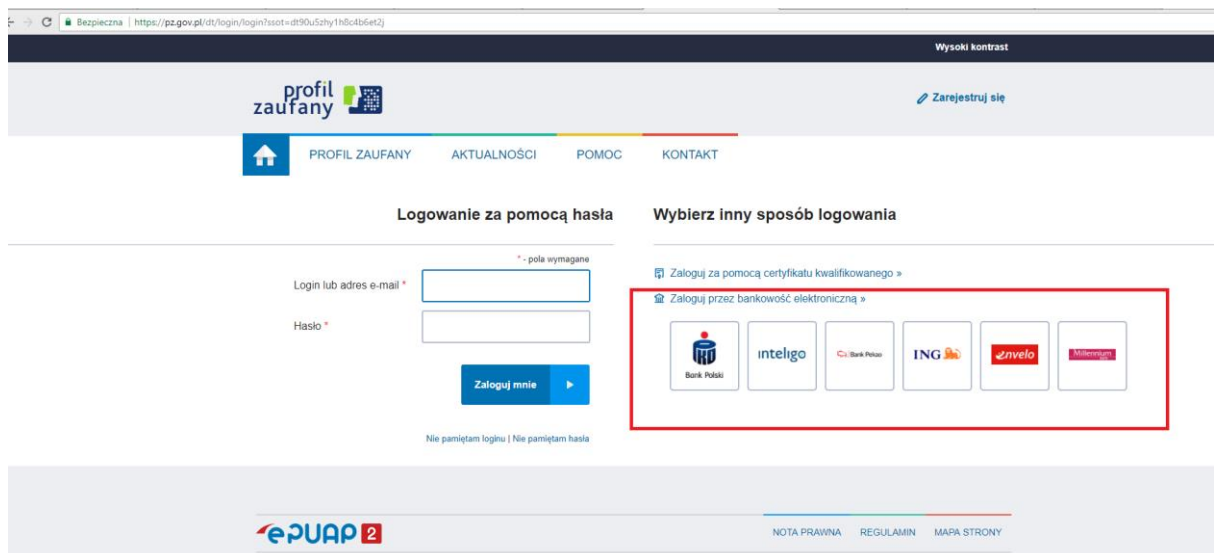 Bezpieczna | https://pz.gov.pl/dt/login/login?ssot=dt90u5zhy1h8c4b6et2j
Wysoki kontrast
profil
zaufany
Zarejestruj się
PROFIL ZAUFANY AKTUALNOŚCI POMOC KONTAKT
Logowanie za pomocą hasła
* - pola wymagane
Login lub adres e-mail *
Hasło *
Zaloguj mnie
Nie pamiętam loginu | Nie pamiętam hasła
Wybierz inny sposób logowania
Zaloguj za pomocą certyfikatu kwalifikowanego »
Zaloguj przez bankowość elektroniczną »
Bank Polski
inteligo
Bank Pekao
ING
envelo
Millennium
ePUAP 2
NOTA PRAWNA REGULAMIN MAPA STRONY